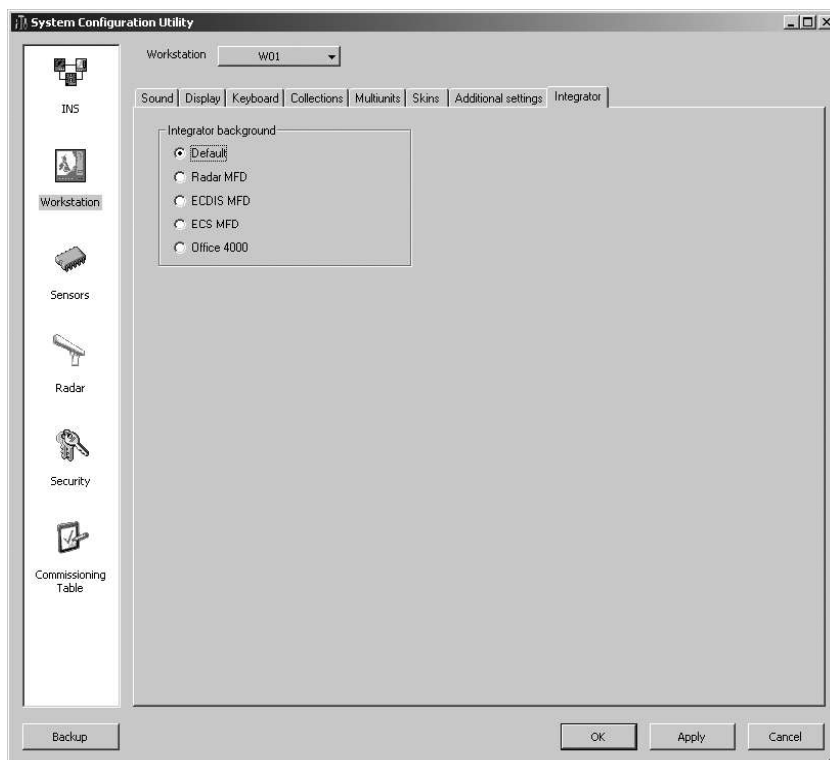 System Configuration Utility
INS
Workstation
Sensors
Radar
Security
Commissioning
Table
Workstation W01
Sound Display Keyboard Collections Multiunits Skins Additional settings Integrator
Integrator background
Default
Radar MFD
ECDIS MFD
ECS MFD
Office 4000
Backup OK Apply Cancel